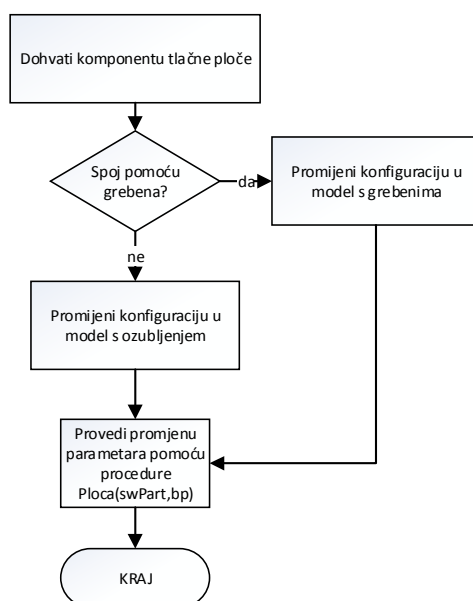 Dohvati komponentu tlačne ploče
Spoj pomoću
grebena?
da
Promijeni konfiguraciju u
model s grebenima
ne
Promijeni konfiguraciju u
model s ozubljenjem
Provedi promjenu
parametara pomoću
procedure
Ploca(swPart,bp)
KRAJ